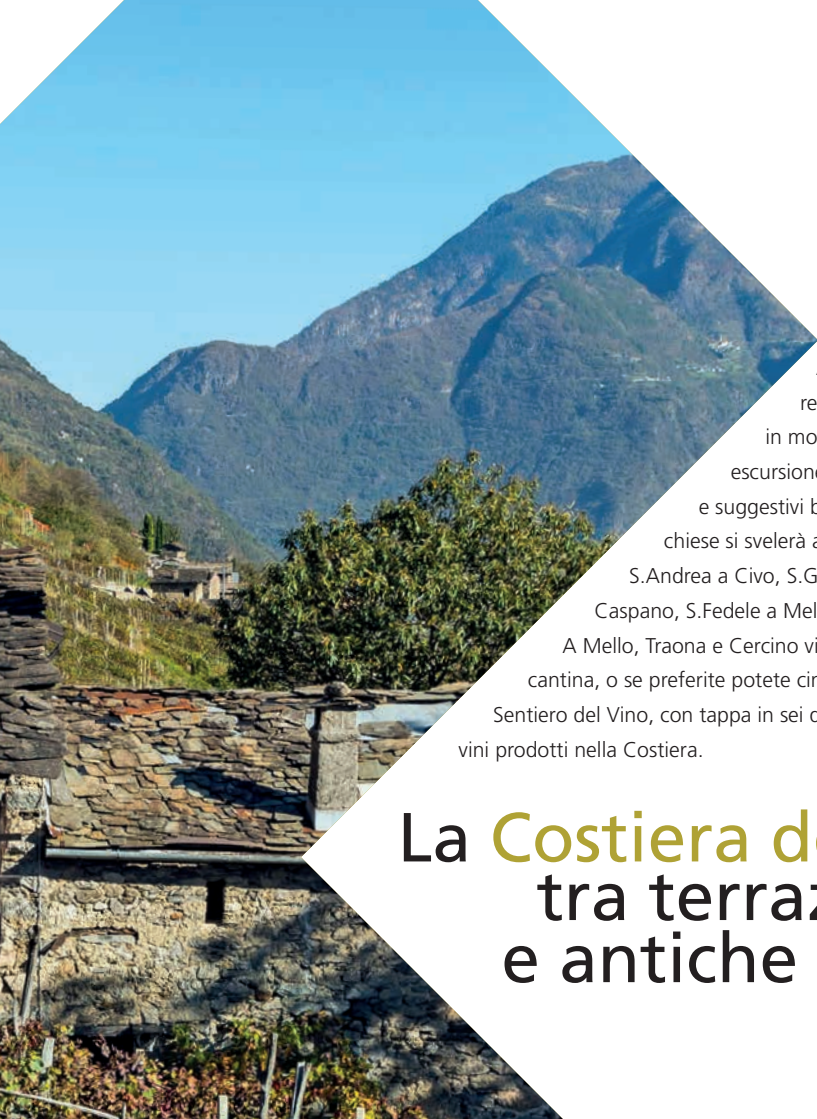 re
in mo
escursion
e suggestivi b
chiese si svelerà a
S.Andrea a Civo, S.G
Caspano, S.Fedele a Mel
A Mello, Traona e Cercino vi
cantina, o se preferite potete cir
Sentiero del Vino, con tappa in sei
vini prodotti nella Costiera.
La Costiera de
tra terraz
e antiche